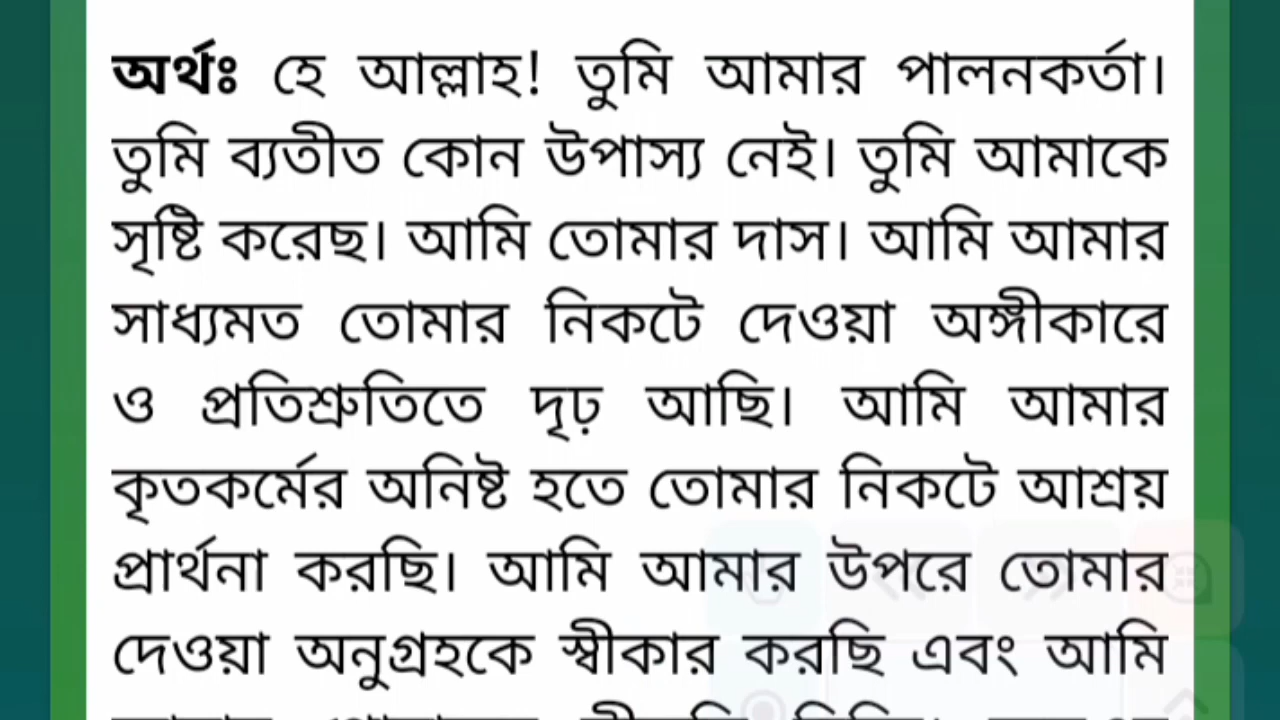 অর্থঃ হে আল্লাহ! তুমি আমার পালনকর্তা।
তুমি ব্যতীত কোন উপাস্য নেই। তুমি আমাকে
সৃষ্টি করেছ। আমি তোমার দাস। আমি আমার
সাধ্যমত তোমার নিকটে দেওয়া অঙ্গীকারে
ও প্রতিশ্রুতিতে দৃঢ় আছি। আমি আমার
কৃতকর্মের অনিষ্ট হতে তোমার নিকটে আশ্রয়
প্রার্থনা করছি। আমি আমার উপরে তোমার
দেওয়া অনুগ্রহকে স্বীকার করছি এবং আমি